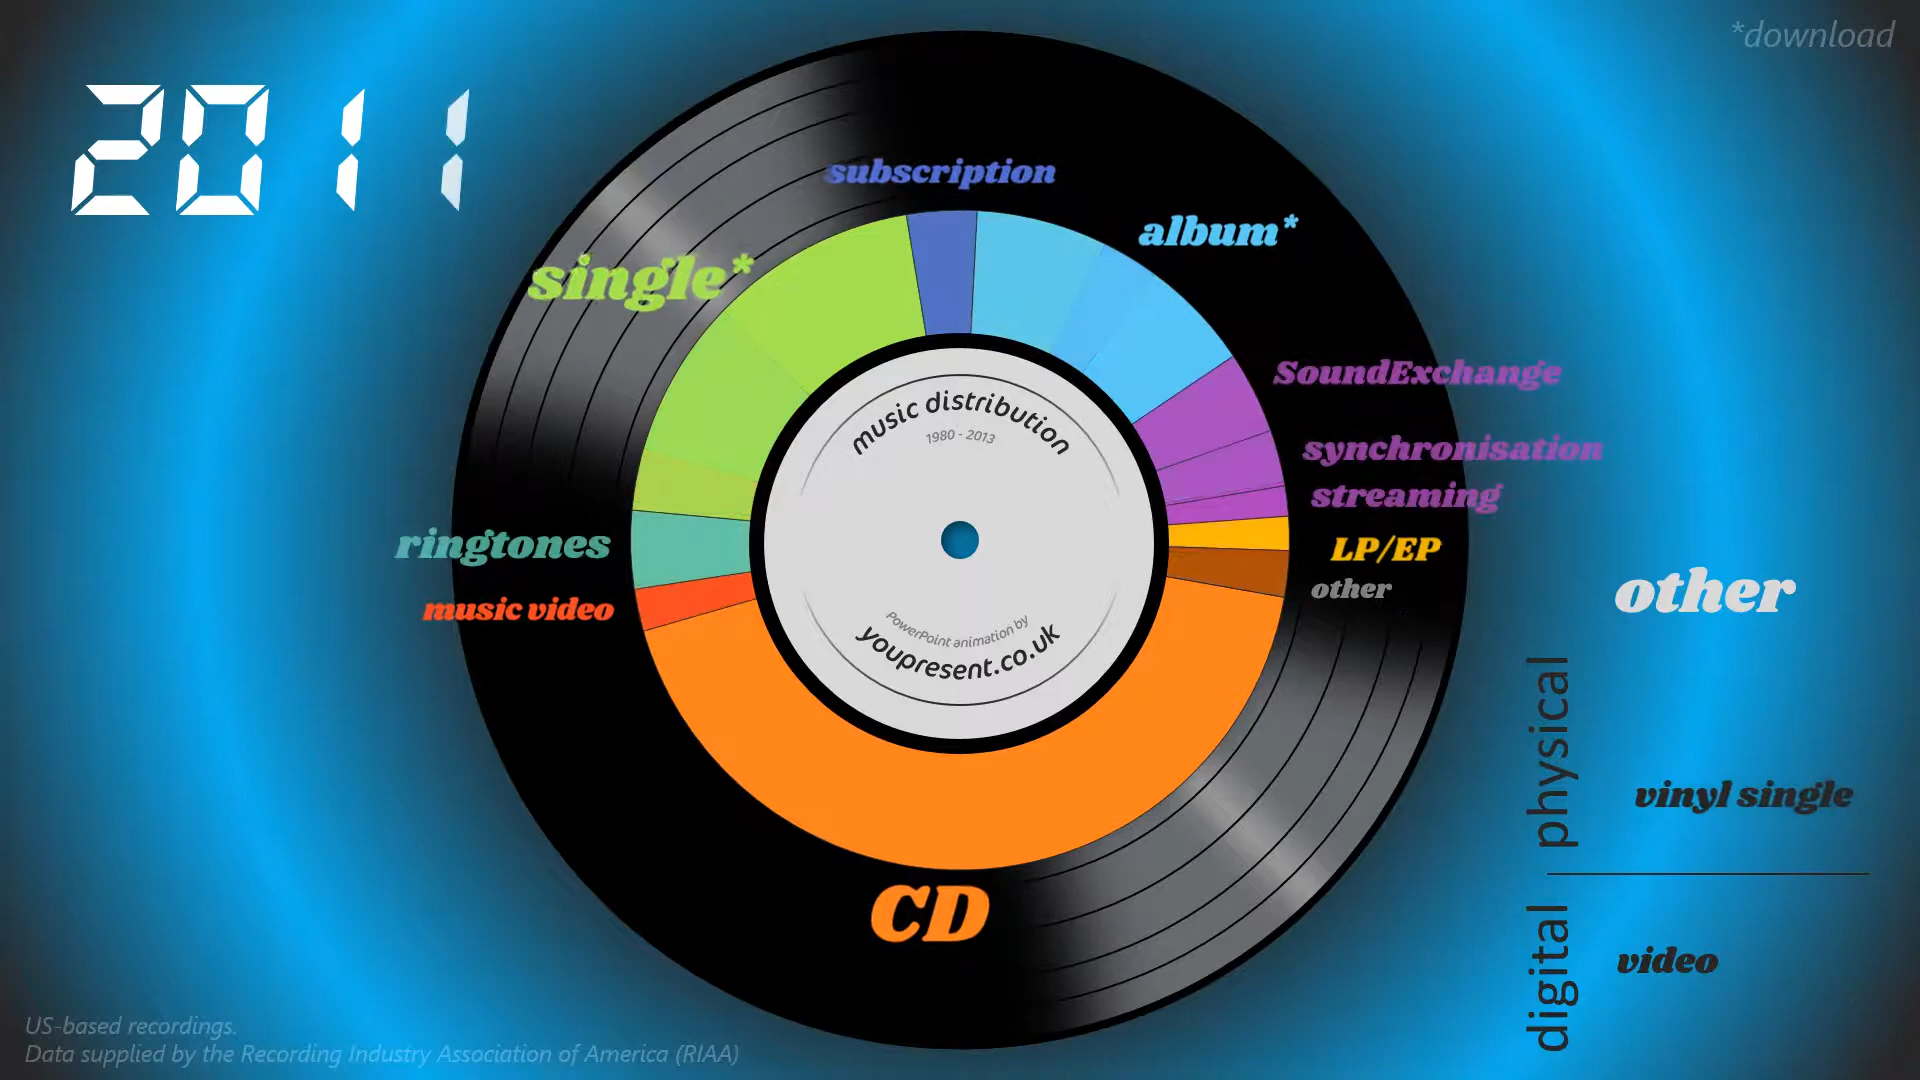 *download
2011
subscription
album*
single*
SoundExchange
music distribution
1980 - 2013
synchronisation
streaming
ringtones
LP/EP
other
music video
other
PowerPoint animation by
youpresent.co.uk
physical
vinyl single
CD
digital
video
US-based recordings.
Data supplied by the Recording Industry Association of America (RIAA)